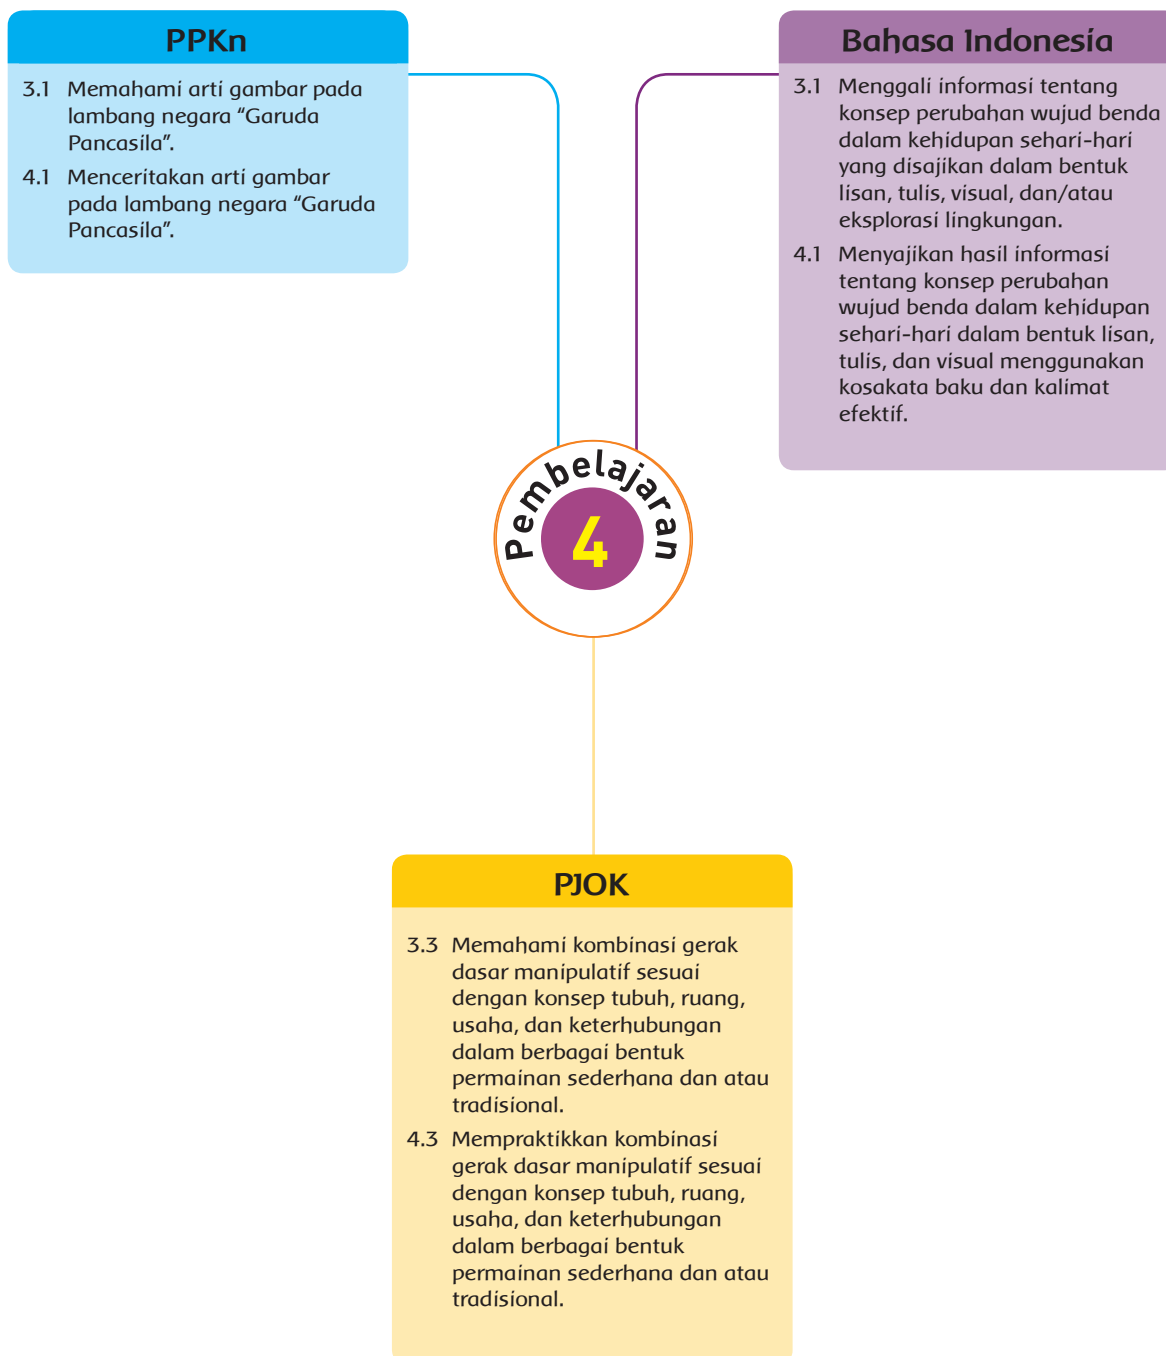 PPKn
3.1 Memahami arti gambar pada
lambang negara “Garuda
Pancasila”.
4.1 Menceritakan arti gambar
pada lambang negara “Garuda
Pancasila”.
Bahasa Indonesia
3.1 Menggali informasi tentang
konsep perubahan wujud benda
dalam kehidupan sehari-hari
yang disajikan dalam bentuk
lisan, tulis, visual, dan/atau
eksplorasi lingkungan.
4.1 Menyajikan hasil informasi
tentang konsep perubahan
wujud benda dalam kehidupan
sehari-hari dalam bentuk lisan,
tulis, dan visual menggunakan
kosakata baku dan kalimat
efektif.
Pembelajaran
4
PJOK
3.3 Memahami kombinasi gerak
dasar manipulatif sesuai
dengan konsep tubuh, ruang,
usaha, dan keterhubungan
dalam berbagai bentuk
permainan sederhana dan atau
tradisional.
4.3 Mempraktikkan kombinasi
gerak dasar manipulatif sesuai
dengan konsep tubuh, ruang,
usaha, dan keterhubungan
dalam berbagai bentuk
permainan sederhana dan atau
tradisional.